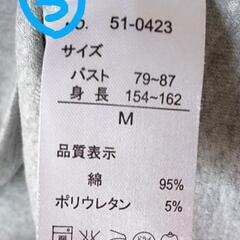 51-0423
サイズ
バスト 79~87
身長 154~162
M
品質表示
綿 95%
ポリウレタン 5%